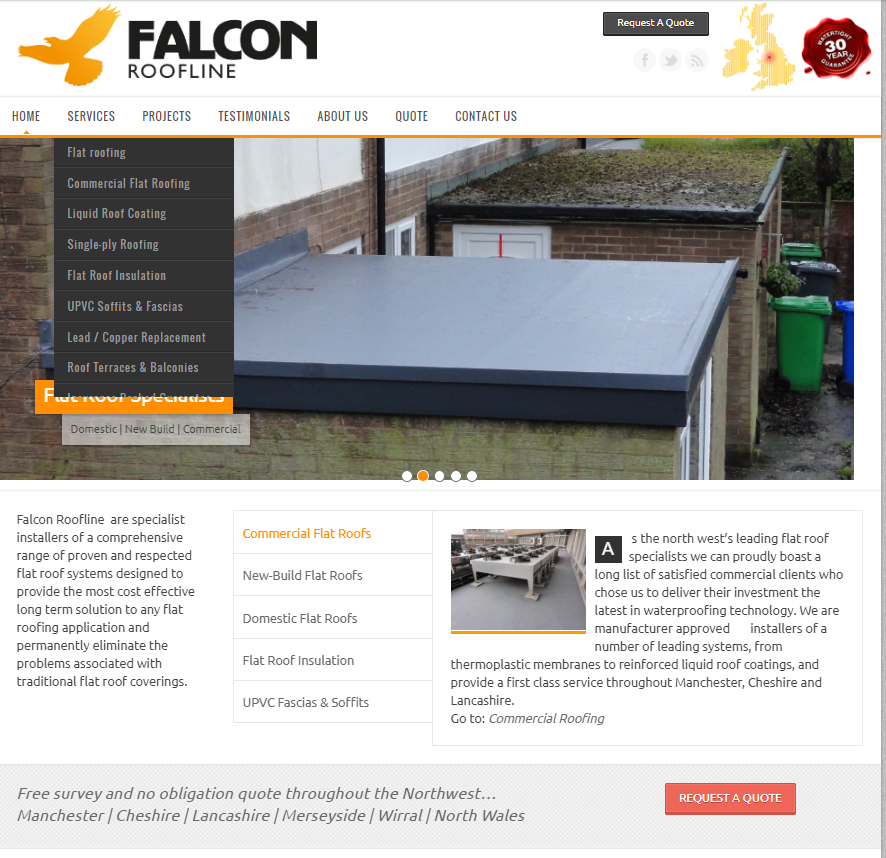 FALCON
ROOFLINE
Request A Quote
WATERTIGHT
30
YEAR
GUARANTEE
HOME SERVICES PROJECTS TESTIMONIALS ABOUT US QUOTE CONTACT US
Flat roofing
Commercial Flat Roofing
Liquid Roof Coating
Single-ply Roofing
Flat Roof Insulation
UPVC Soffits & Fascias
Lead / Copper Replacement
Roof Terraces & Balconies
Flat Roof Specialists
Domestic | New Build | Commercial
Falcon Roofline are specialist
installers of a comprehensive
range of proven and respected
flat roof systems designed to
provide the most cost effective
long term solution to any flat
roofing application and
permanently eliminate the
problems associated with
traditional flat roof coverings.
Commercial Flat Roofs
New-Build Flat Roofs
Domestic Flat Roofs
Flat Roof Insulation
UPVC Fascias & Soffits
As the north west's leading flat roof
specialists we can proudly boast a
long list of satisfied commercial clients who
chose us to deliver their investment the
latest in waterproofing technology. We are
manufacturer approved installers of a
number of leading systems, from
thermoplastic membranes to reinforced liquid roof coatings, and
provide a first class service throughout Manchester, Cheshire and
Lancashire.
Go to: Commercial Roofing
Free survey and no obligation quote throughout the Northwest…
Manchester | Cheshire | Lancashire | Merseyside | Wirral | North Wales
REQUEST A QUOTE